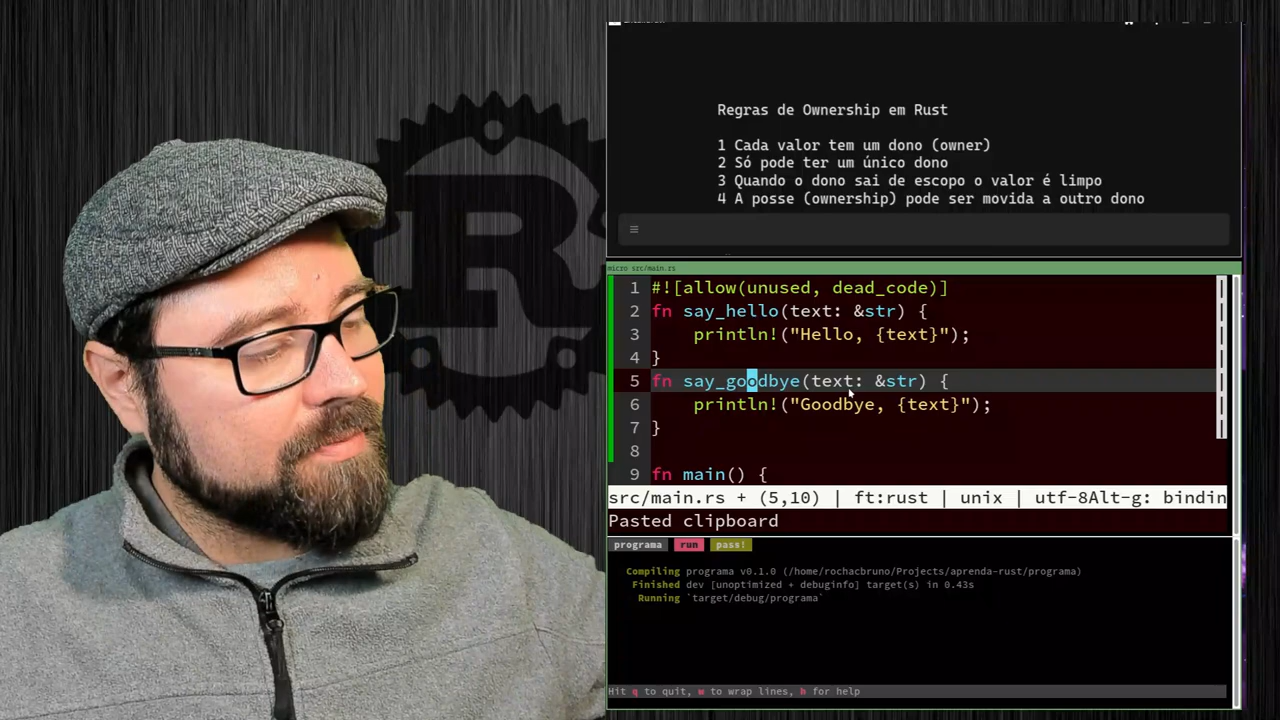 Regras de Ownership em Rust
1 Cada valor tem um dono (owner)
2 Só pode ter um único dono
3 Quando o dono sai de escopo o valor é limpo
4 A posse (ownership) pode ser movida a outro dono
micro src/main.rs
1 #![allow(unused, dead_code)]
2 fn say_hello(text: &str) {
3 println!("Hello, {text}");
4 }
5 fn say_goodbye(text: &str) {
6 println!("Goodbye, {text}");
7 }
8
9 fn main() {
src/main.rs + (5,10) | ft:rust | unix | utf-8Alt-g: bindin
Pasted clipboard
programa run pass!
Compiling programa v0.1.0 (/home/rochacbruno/Projects/aprenda-rust/programa)
Finished dev [unoptimized + debuginfo] target(s) in 0.43s
Running `target/debug/programa`
Hit q to quit, w to wrap lines, h for help
R